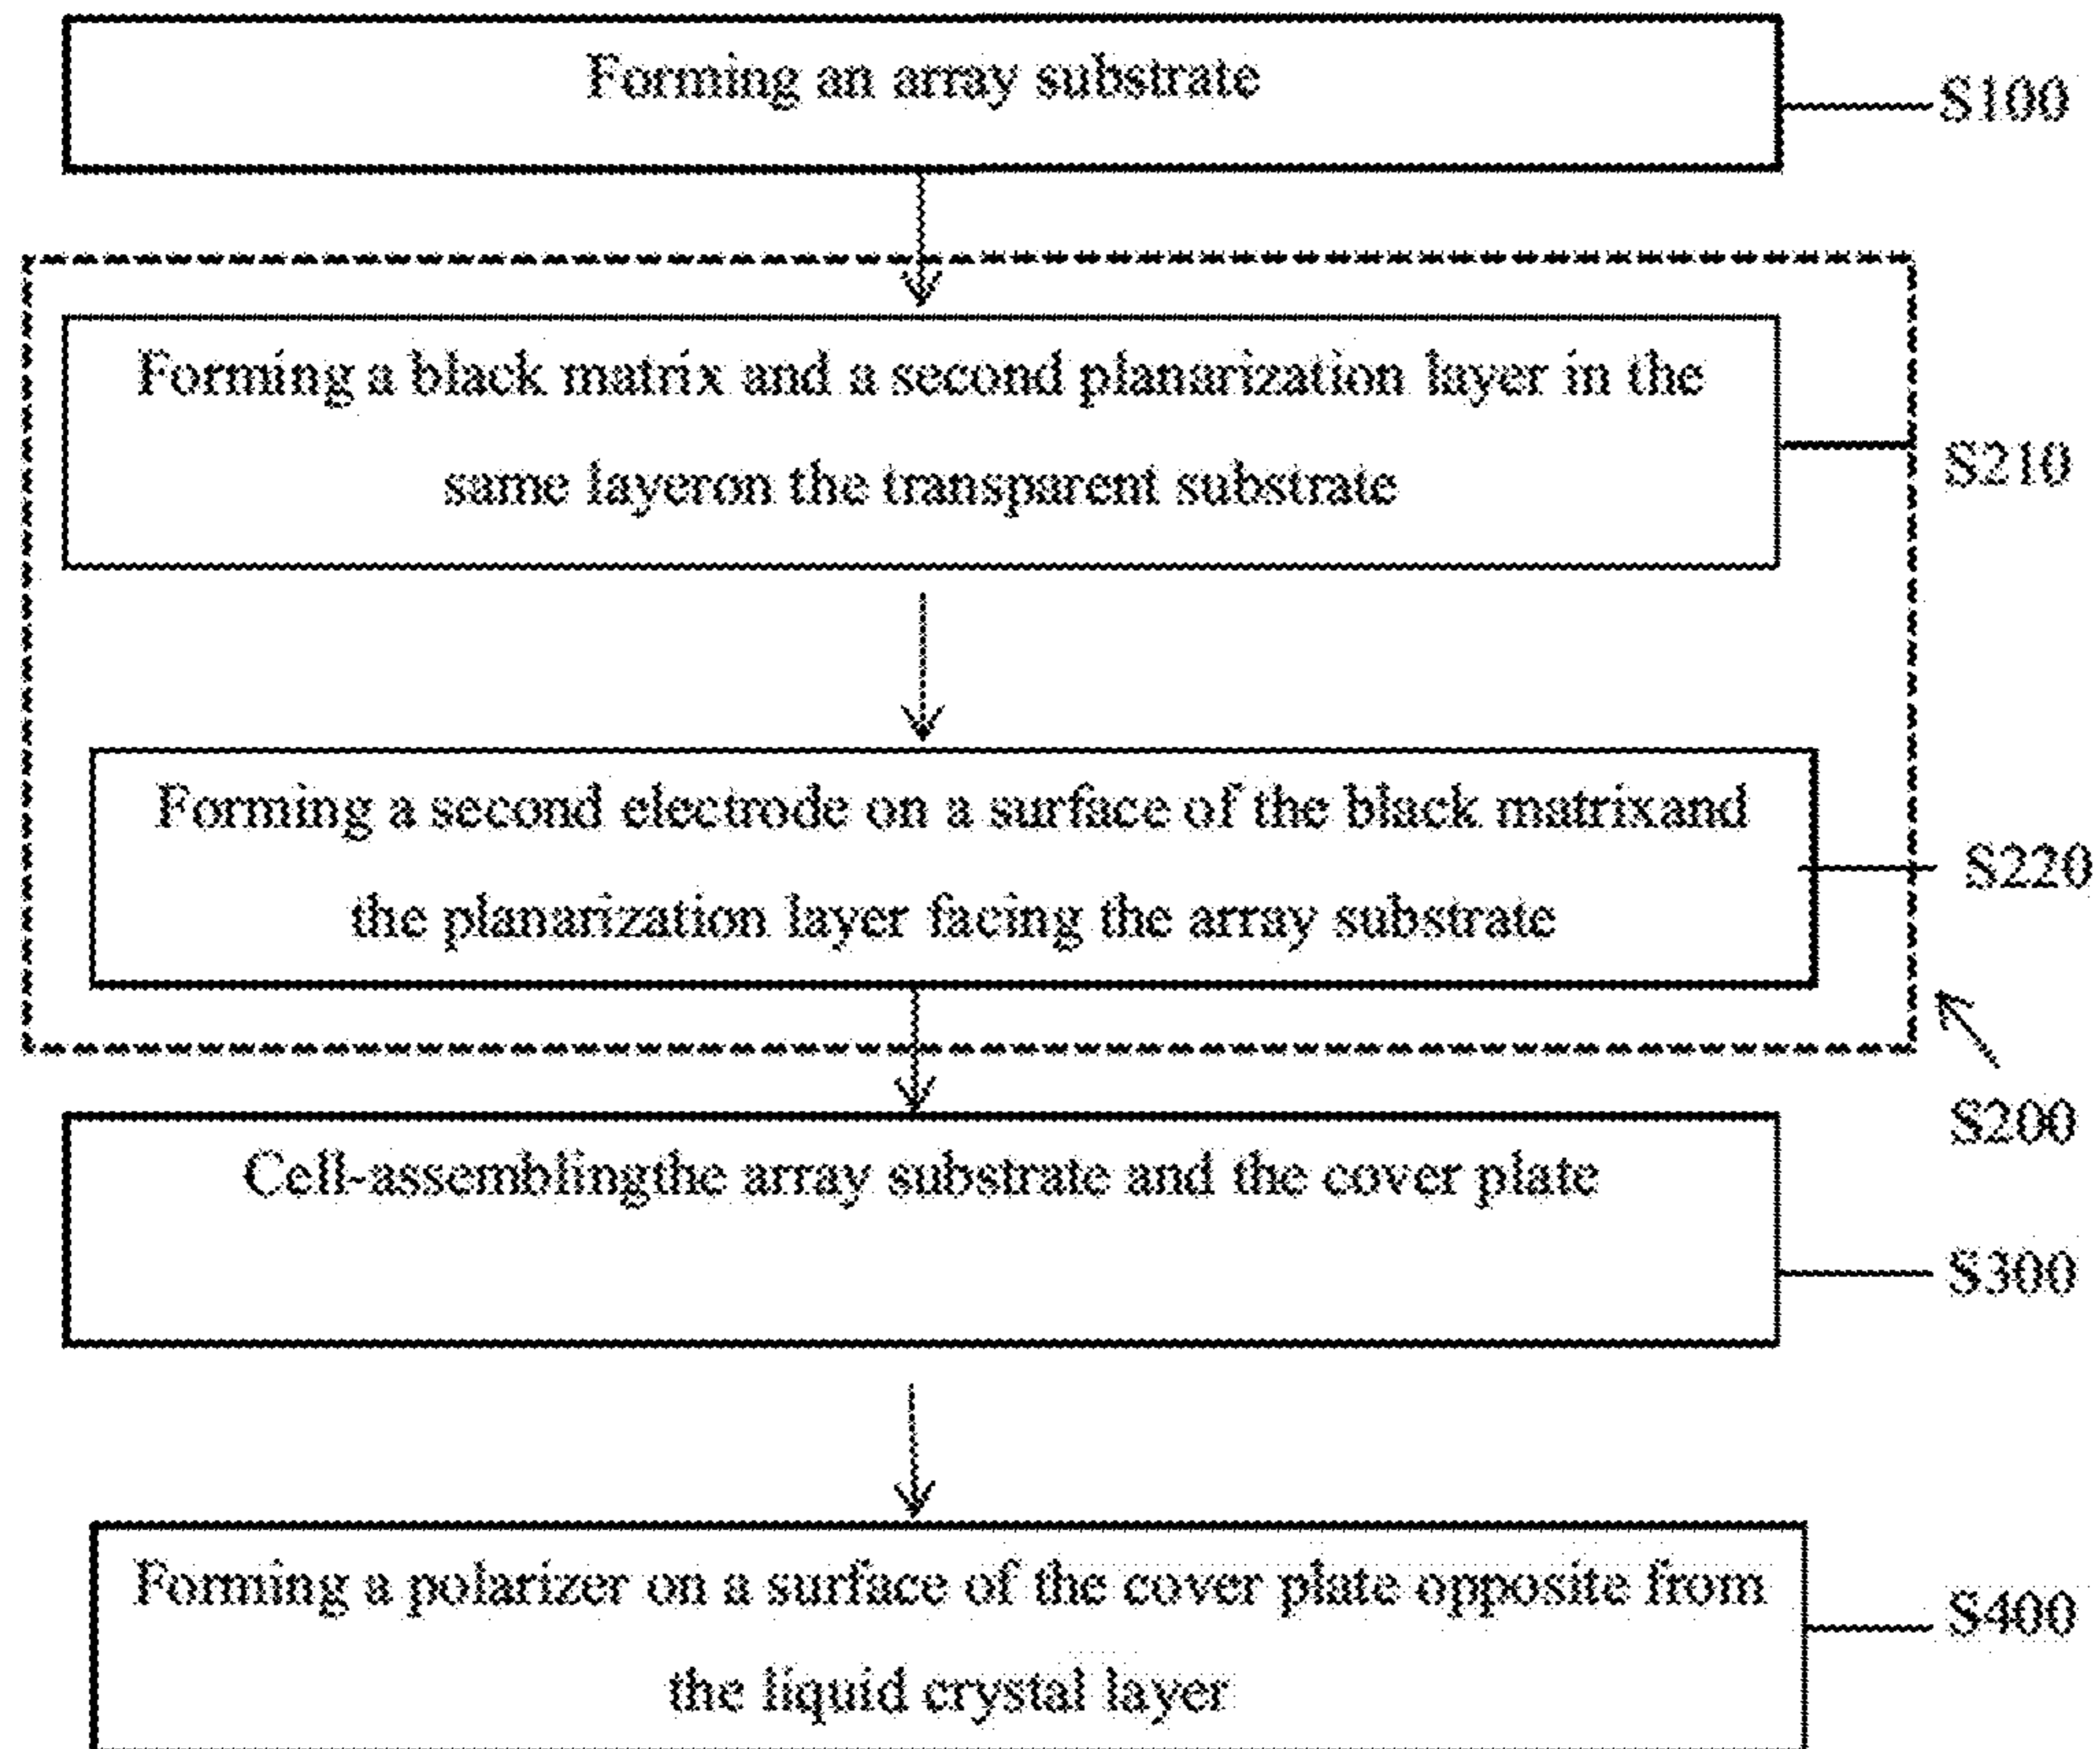 Forming an array substrate
S100
Forming a black matrix and a second planarization layer in the
same layeron the transparent substrate
S210
Forming a second electrode on a surface of the black matrixand
the planarization layer facing the array substrate
S220
S200
Cell-assemblingthe array substrate and the cover plate
S300
Forming a polarizer on a surface of the cover plate opposite from
the liquid crystal layer
S400